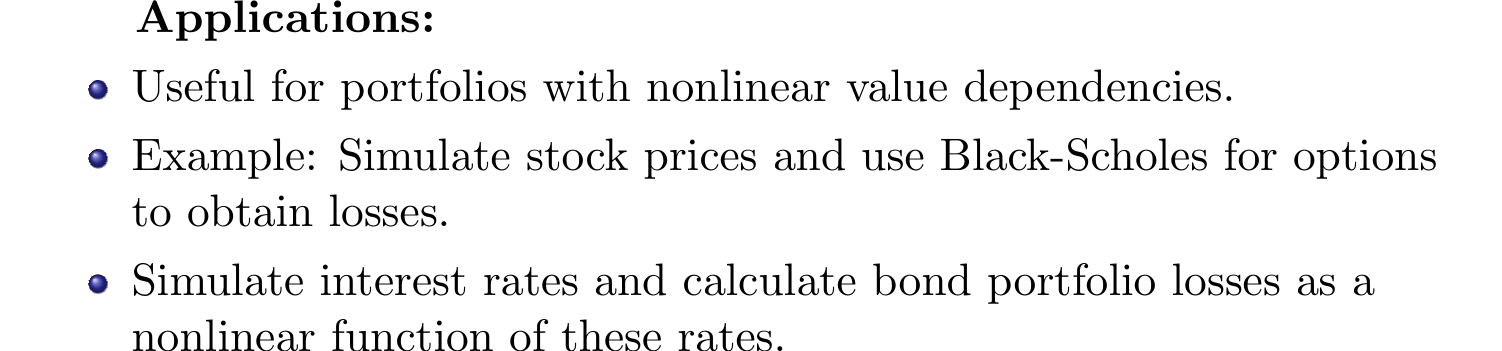 Applications:
Useful for portfolios with nonlinear value dependencies.
Example: Simulate stock prices and use Black-Scholes for options
to obtain losses.
Simulate interest rates and calculate bond portfolio losses as a
nonlinear function of these rates.